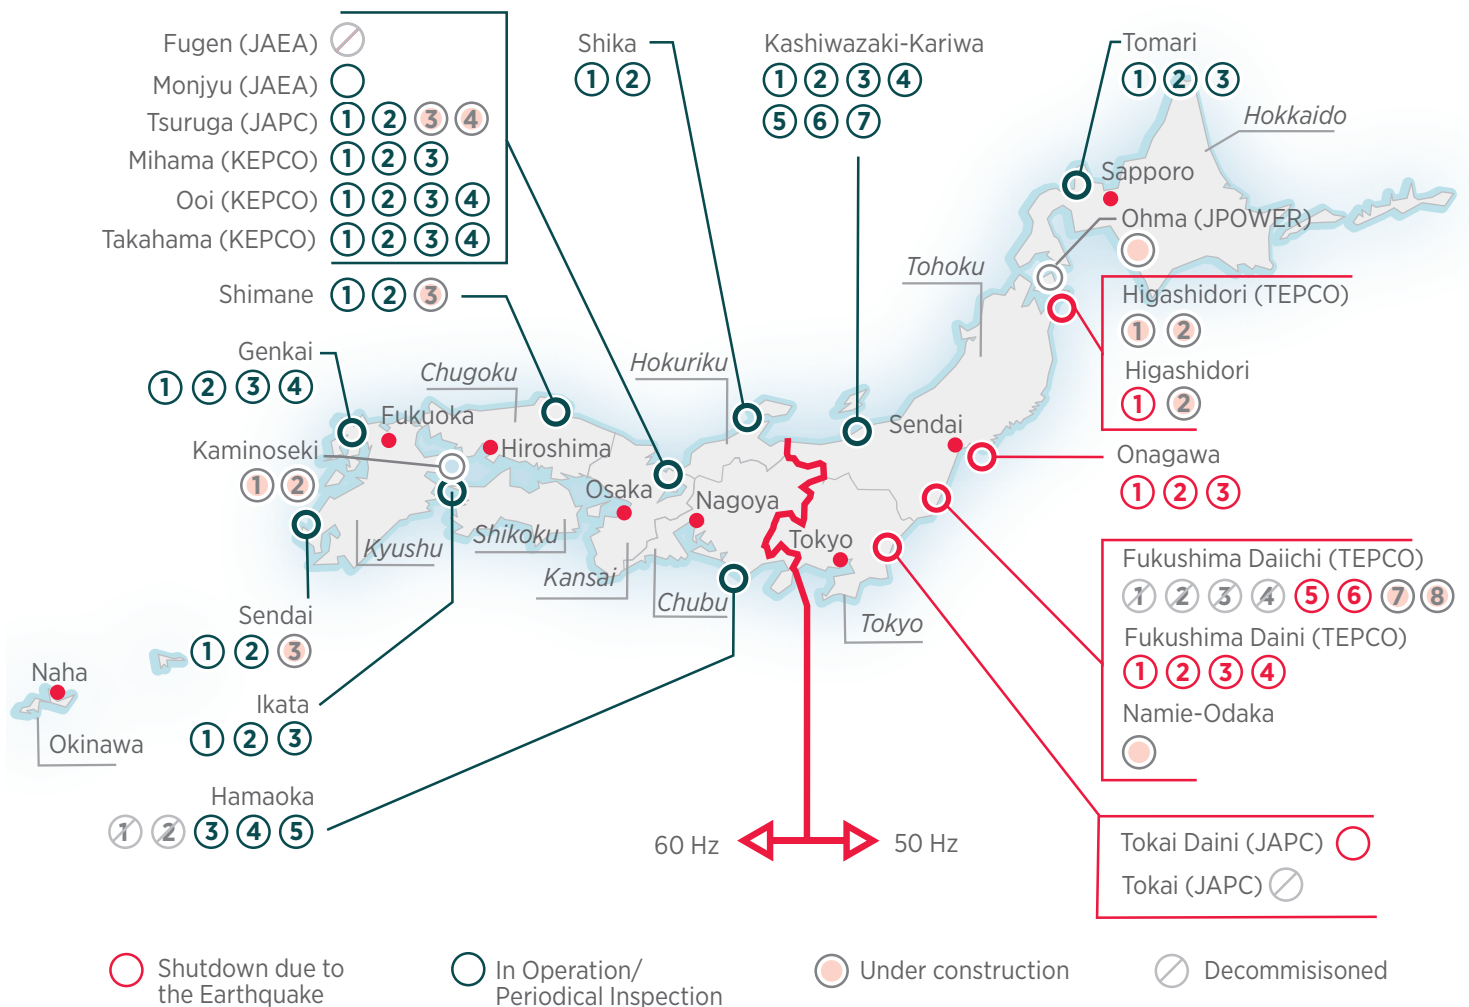 Fugen (JAEA)
Monjyu (JAEA)
Tsuruga (JAPC) 1 2 3 4
Mihama (KEPCO) 1 2 3
Ooi (KEPCO) 1 2 3 4
Takahama (KEPCO) 1 2 3 4
Shimane 1 2 3
Genkai
1 2 3 4
Kaminoseki
1 2
Sendai
1 2 3
Ikata
1 2 3
Hamaoka
1 2 3 4 5
Shika
1 2
Kashiwazaki-Kariwa
1 2 3 4
5 6 7
Tomari
1 2 3
Hokkaido
Sapporo
Ohma (JPOWER)
Tohoku
Higashidori (TEPCO)
1 2
Higashidori
1 2
Onagawa
1 2 3
Fukushima Daiichi (TEPCO)
1 2 3 4 5 6 7 8
Fukushima Daini (TEPCO)
1 2 3 4
Namie-Odaka
Tokai Daini (JAPC)
Tokai (JAPC)
Hokuriku
Chugoku
Fukuoka
Hiroshima
Sendai
Osaka
Nagoya
Tokyo
Kyushu
Shikoku
Kansai
Chubu
Tokyo
Naha
Okinawa
60 Hz
50 Hz
Shutdown due to
the Earthquake
In Operation/
Periodical Inspection
Under construction
Decommisisoned